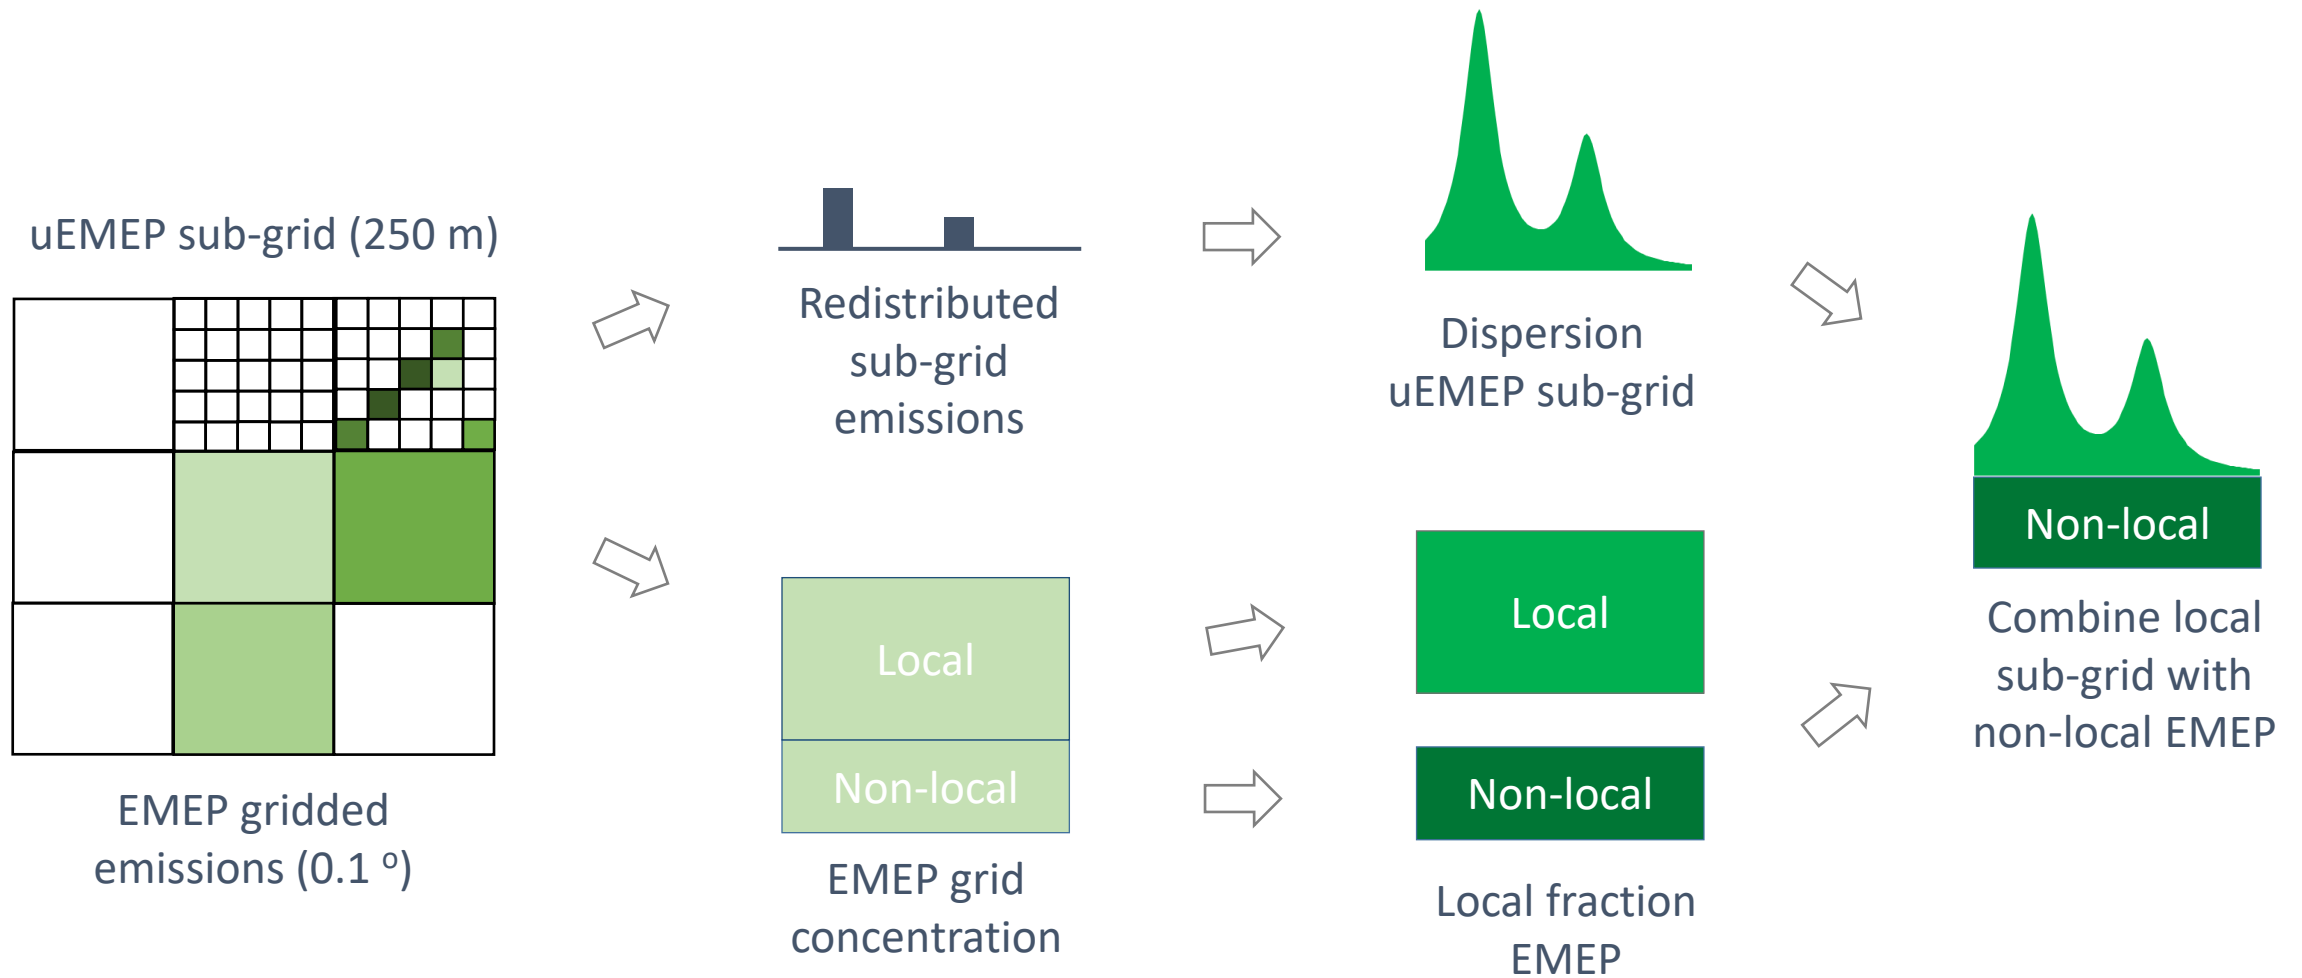 uEMEP sub-grid (250 m)
EMEP gridded
emissions (0.1 º)
Redistributed
sub-grid
emissions
Local
Non-local
EMEP grid
concentration
Dispersion
uEMEP sub-grid
Local
Non-local
Local fraction
EMEP
Non-local
Combine local
sub-grid with
non-local EMEP